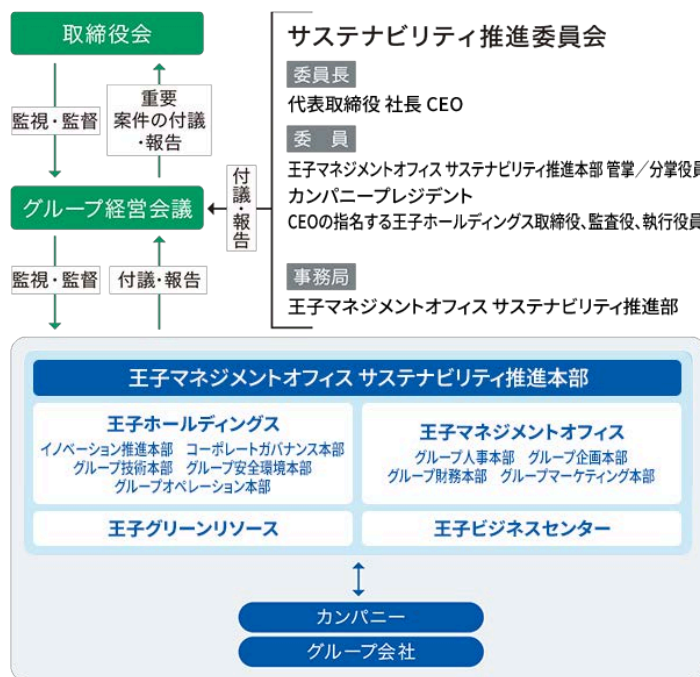 取締役会
監視・監督
重要
案件の付議
・報告
グループ経営会議
監視・監督
付議・報告
付議・報告
サステナビリティ推進委員会
委員長
代表取締役 社長 CEO
委 員
王子マネジメントオフィス サステナビリティ推進本部 管掌／分掌役員
カンパニープレジデント
CEOの指名する王子ホールディングス取締役、監査役、執行役員
事務局
王子マネジメントオフィス サステナビリティ推進部
王子マネジメントオフィス サステナビリティ推進本部
王子ホールディングス
イノベーション推進本部 コーポレートガバナンス本部
グループ技術本部 グループ安全環境本部
グループオペレーション本部
王子マネジメントオフィス
グループ人事本部 グループ企画本部
グループ財務本部 グループマーケティング本部
王子グリーンリソース
王子ビジネスセンター
カンパニー
グループ会社